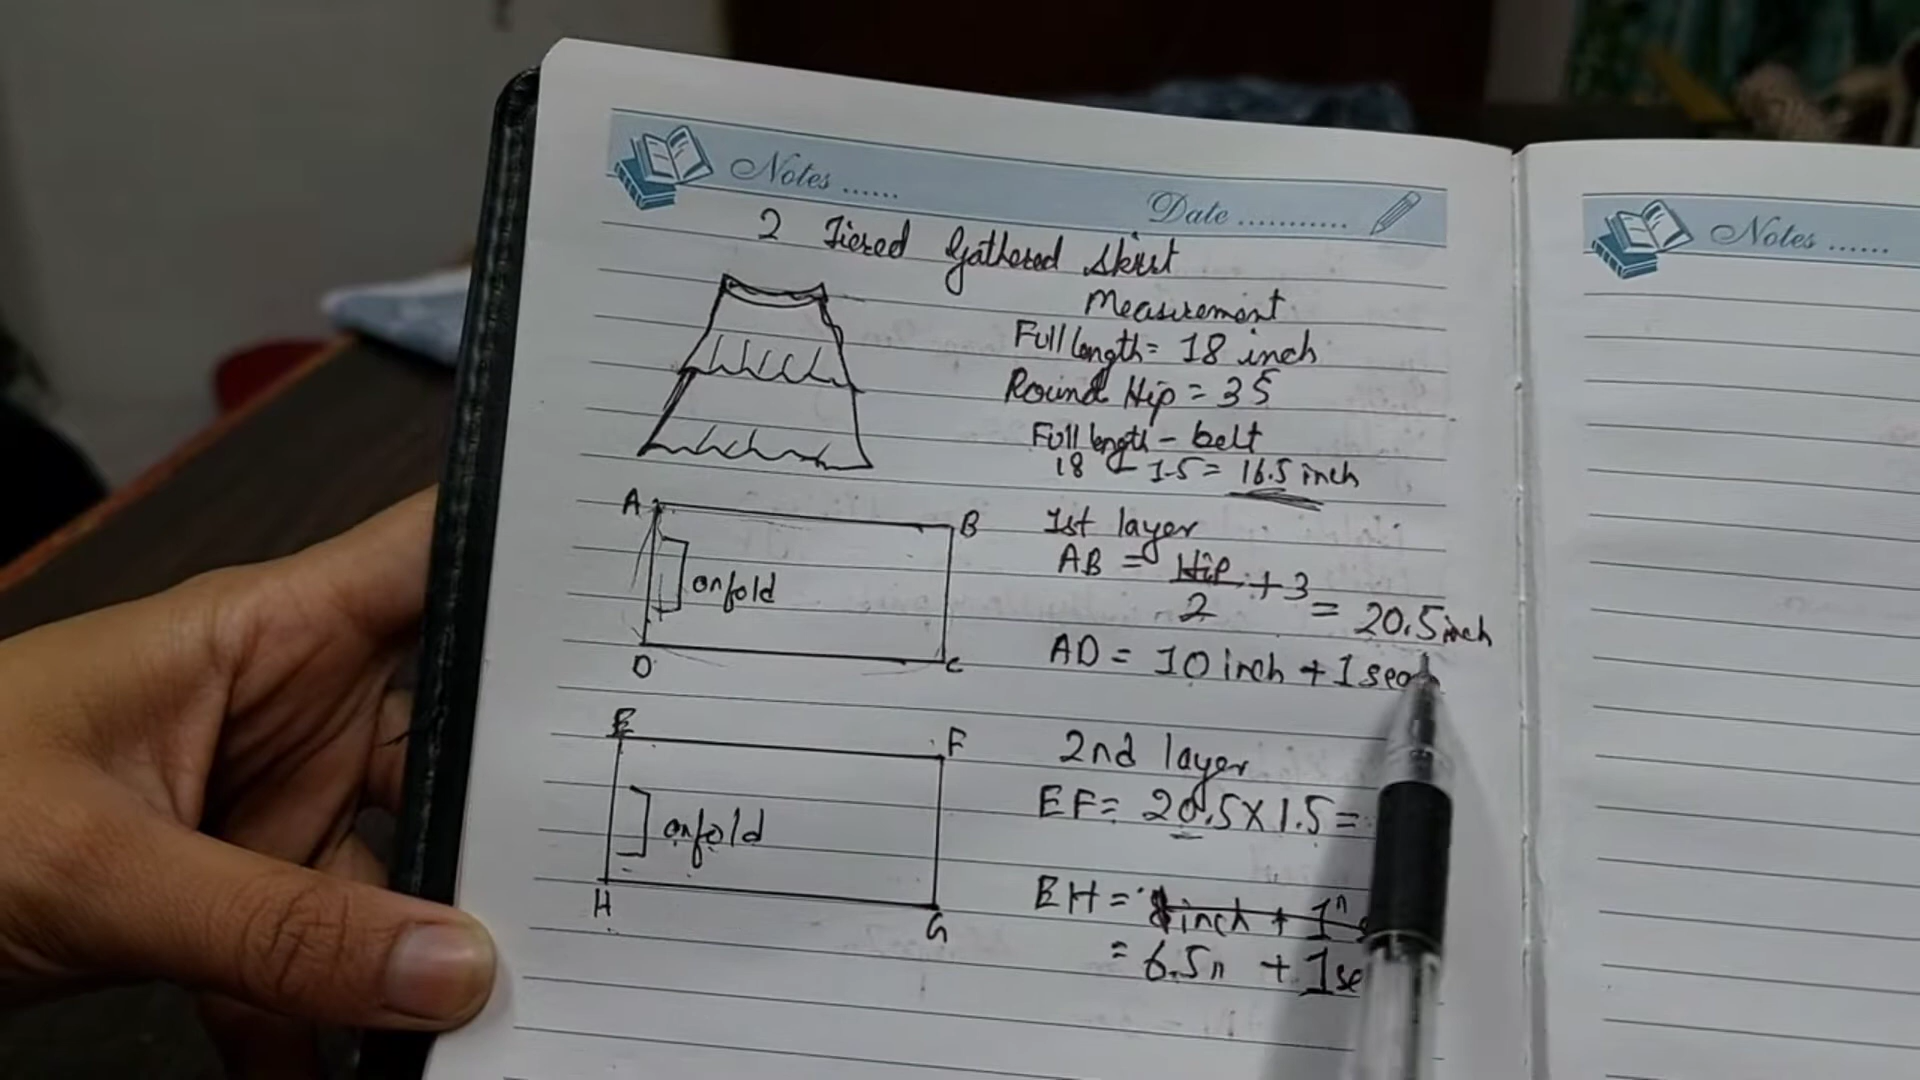 Notes ......
Date ...........
2 Tiered Gathered Skirt
Measurement
Full length = 18 inch
Round Hip = 35
Full length - belt
18 - 1.5 = 16.5 inch
A
B
onfold
D
C
1st layer
AB = Hip/2 + 3 = 20.5 inch
AD = 10 inch + 1
E
F
onfold
H
G
2nd layer
EF = 20.5 X 1.5 =
EH = inch + 1"
= 6.5" + 1
Notes ......